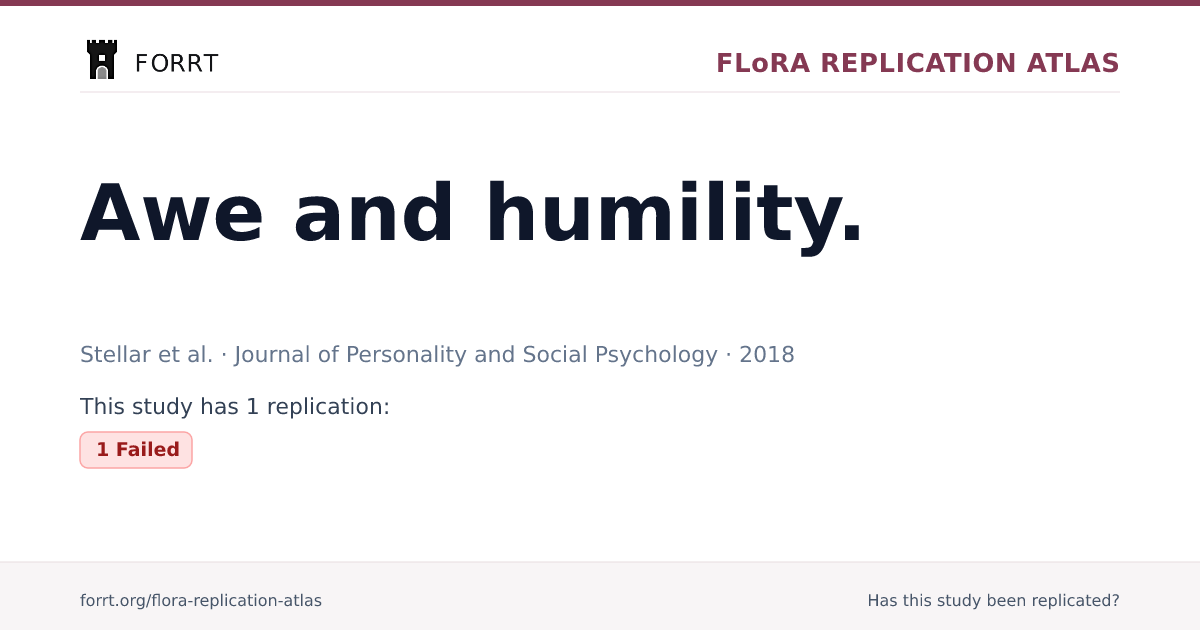 FORRT
FLoRA REPLICATION ATLAS
Awe and humility.
Stellar et al. · Journal of Personality and Social Psychology · 2018
This study has 1 replication:
1 Failed
forrt.org/flora-replication-atlas
Has this study been replicated?